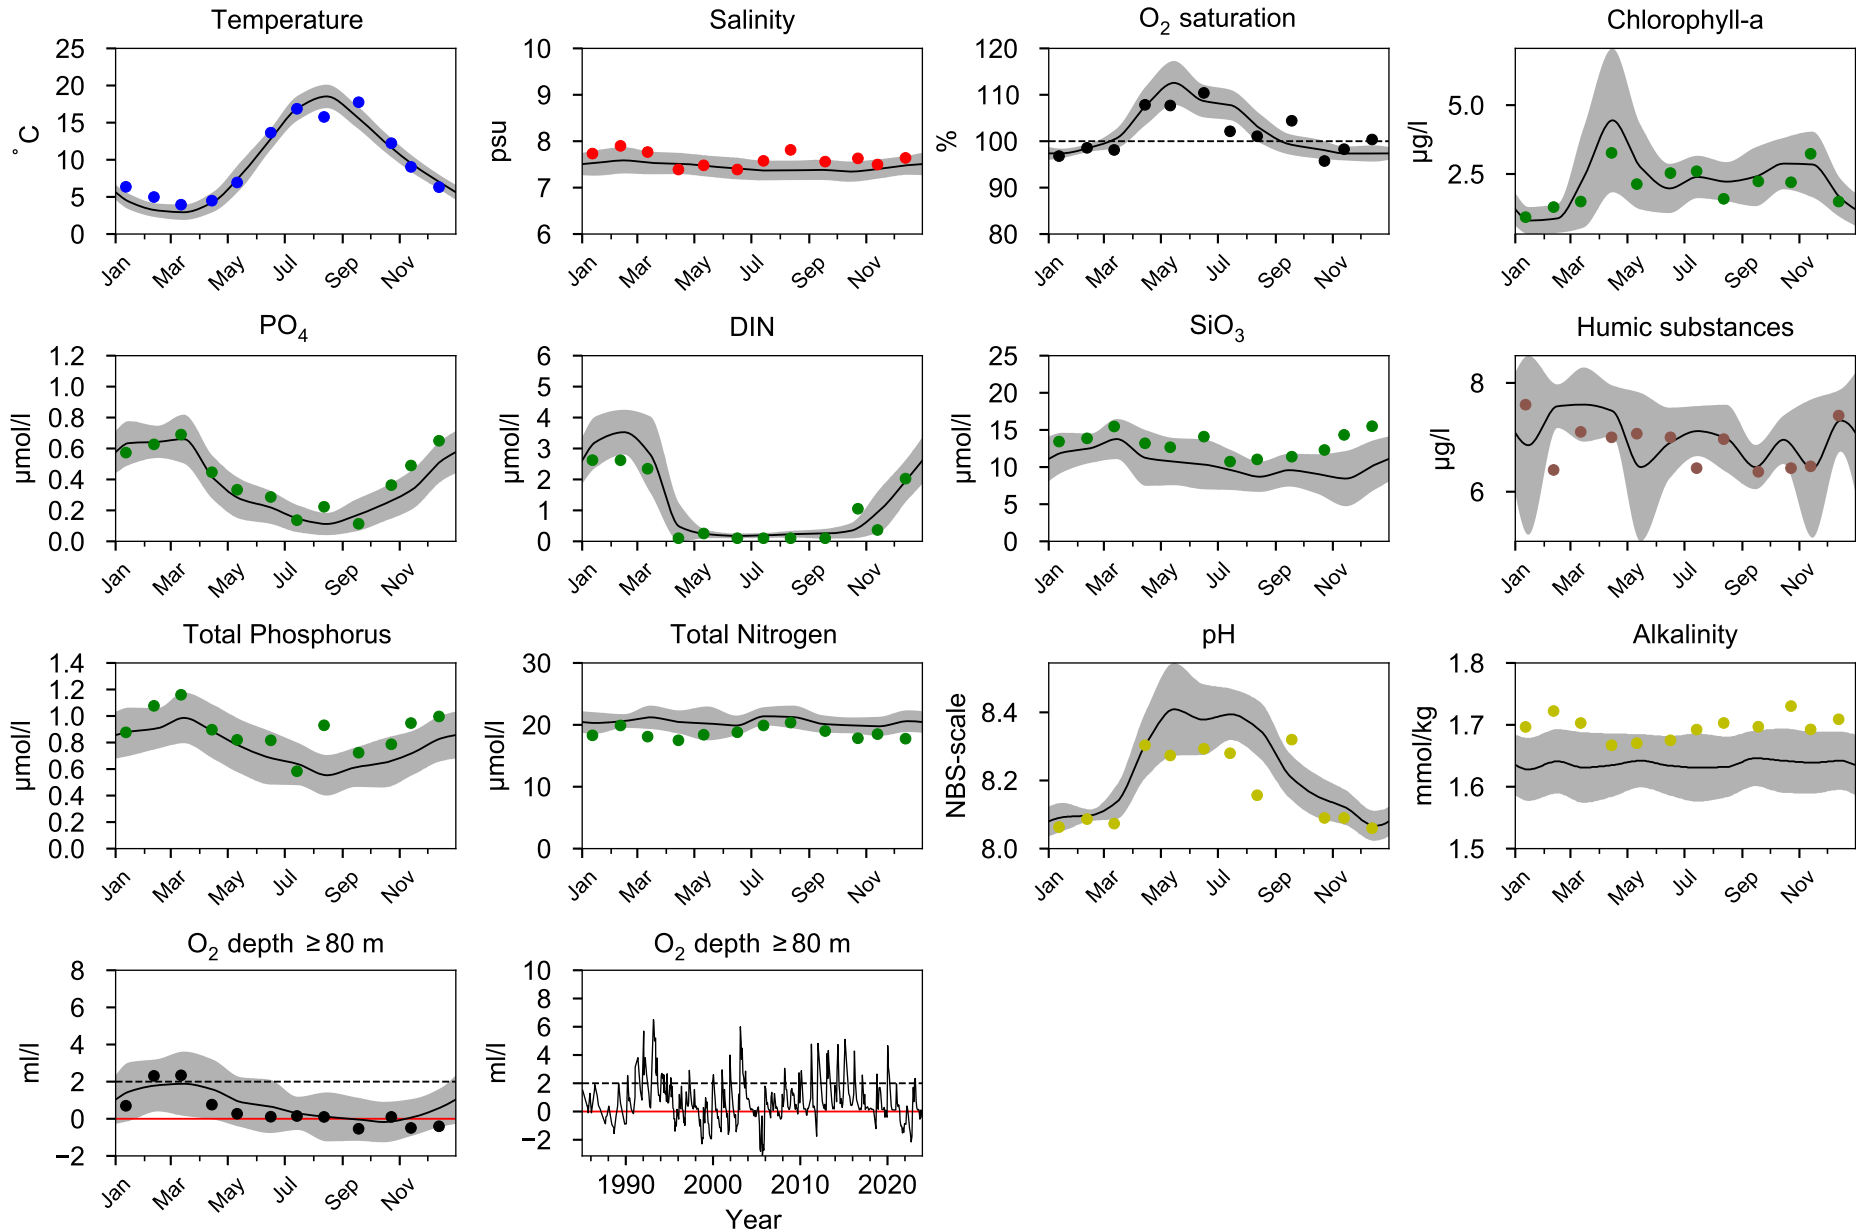 Temperature
25
20
15
10
5
0
°C
Jan Mar May Jul Sep Nov
Salinity
10
9
8
7
6
psu
Jan Mar May Jul Sep Nov
O2 saturation
120
110
100
90
80
%
Jan Mar May Jul Sep Nov
Chlorophyll-a
5.0
2.5
µg/l
Jan Mar May Jul Sep Nov
PO4
1.2
1.0
0.8
0.6
0.4
0.2
0.0
µmol/l
Jan Mar May Jul Sep Nov
DIN
6
5
4
3
2
1
0
µmol/l
Jan Mar May Jul Sep Nov
SiO3
25
20
15
10
5
0
µmol/l
Jan Mar May Jul Sep Nov
Humic substances
8
6
µg/l
Jan Mar May Jul Sep Nov
Total Phosphorus
1.4
1.2
1.0
0.8
0.6
0.4
0.2
0.0
µmol/l
Jan Mar May Jul Sep Nov
Total Nitrogen
30
20
10
0
µmol/l
Jan Mar May Jul Sep Nov
pH
8.4
8.2
8.0
NBS-scale
Jan Mar May Jul Sep Nov
Alkalinity
1.8
1.7
1.6
1.5
mmol/kg
Jan Mar May Jul Sep Nov
O2 depth ≥ 80 m
8
6
4
2
0
−2
ml/l
Jan Mar May Jul Sep Nov
O2 depth ≥ 80 m
10
8
6
4
2
0
−2
ml/l
1990 2000 2010 2020
Year